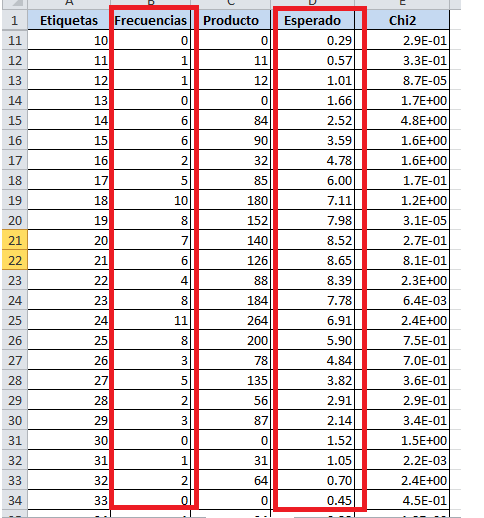 A B C D E
1 Etiquetas Frecuencias Producto Esperado Chi2
11 10 0 0 0.29 2.9E-01
12 11 1 11 0.57 3.3E-01
13 12 1 12 1.01 8.7E-05
14 13 0 0 1.66 1.7E+00
15 14 6 84 2.52 4.8E+00
16 15 6 90 3.59 1.6E+00
17 16 2 32 4.78 1.6E+00
18 17 5 85 6.00 1.7E-01
19 18 10 180 7.11 1.2E+00
20 19 8 152 7.98 3.1E-05
21 20 7 140 8.52 2.7E-01
22 21 6 126 8.65 8.1E-01
23 22 4 88 8.39 2.3E+00
24 23 8 184 7.78 6.4E-03
25 24 11 264 6.91 2.4E+00
26 25 8 200 5.90 7.5E-01
27 26 3 78 4.84 7.0E-01
28 27 5 135 3.82 3.6E-01
29 28 2 56 2.91 2.9E-01
30 29 3 87 2.14 3.4E-01
31 30 0 0 1.52 1.5E+00
32 31 1 31 1.05 2.2E-03
33 32 2 64 0.70 2.4E+00
34 33 0 0 0.45 4.5E-01